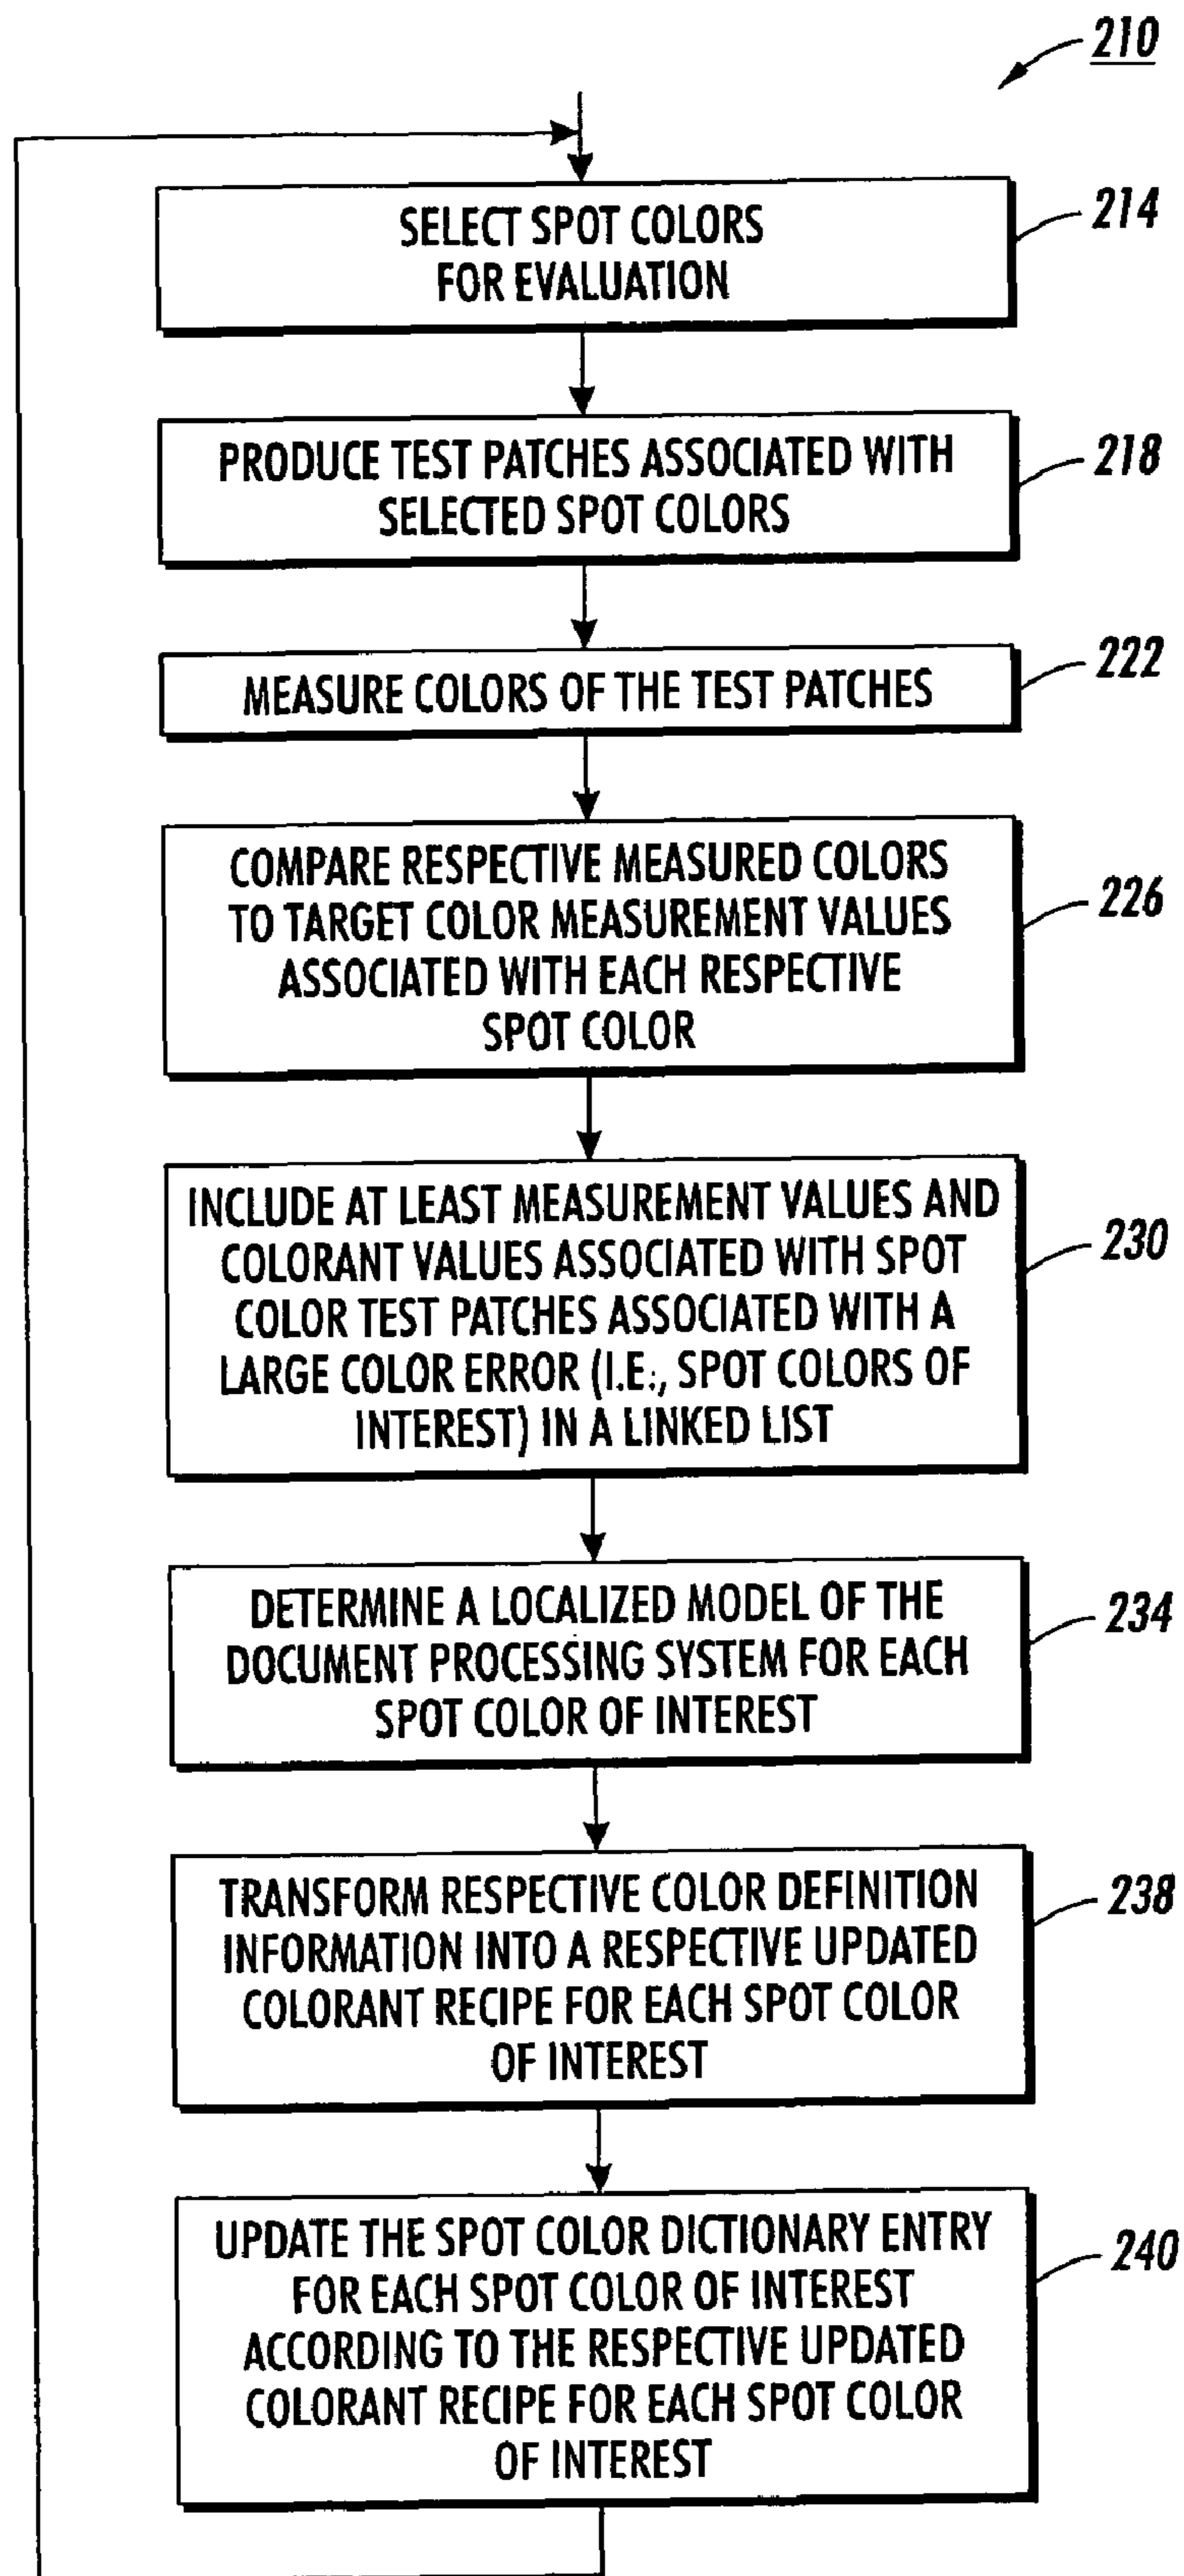 210
SELECT SPOT COLORS
FOR EVALUATION
214
PRODUCE TEST PATCHES ASSOCIATED WITH
SELECTED SPOT COLORS
218
MEASURE COLORS OF THE TEST PATCHES
222
COMPARE RESPECTIVE MEASURED COLORS
TO TARGET COLOR MEASUREMENT VALUES
ASSOCIATED WITH EACH RESPECTIVE
SPOT COLOR
226
INCLUDE AT LEAST MEASUREMENT VALUES AND
COLORANT VALUES ASSOCIATED WITH SPOT
COLOR TEST PATCHES ASSOCIATED WITH A
LARGE COLOR ERROR (I.E., SPOT COLORS OF
INTEREST) IN A LINKED LIST
230
DETERMINE A LOCALIZED MODEL OF THE
DOCUMENT PROCESSING SYSTEM FOR EACH
SPOT COLOR OF INTEREST
234
TRANSFORM RESPECTIVE COLOR DEFINITION
INFORMATION INTO A RESPECTIVE UPDATED
COLORANT RECIPE FOR EACH SPOT COLOR
OF INTEREST
238
UPDATE THE SPOT COLOR DICTIONARY ENTRY
FOR EACH SPOT COLOR OF INTEREST
ACCORDING TO THE RESPECTIVE UPDATED
COLORANT RECIPE FOR EACH SPOT COLOR
OF INTEREST
240